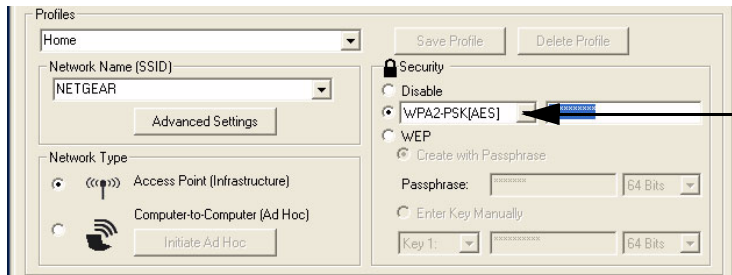 Profiles
Home
Save Profile
Delete Profile
Network Name (SSID)
NETGEAR
Advanced Settings
Security
Disable
WPA2-PSK[AES]
WEP
Create with Passphrase
Passphrase: ******** 64 Bits
Enter Key Manually
Key 1: ********** 64 Bits
Network Type
Access Point (Infrastructure)
Computer-to-Computer (Ad Hoc)
Initiate Ad Hoc